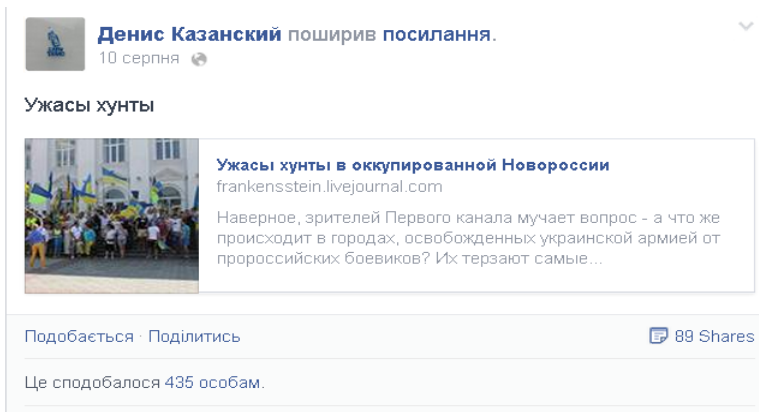 Денис Казанский поширив посилання.
10 серпня
Ужасы хунты
Ужасы хунты в оккупированной Новороссии
frankensstein.livejournal.com
Наверное, зрителей Первого канала мучает вопрос - а что же
происходит в городах, освобожденных украинской армией от
пророссийских боевиков? Их терзают самые...
Подобається · Поділитись
89 Shares
Це сподобалося 435 особам.